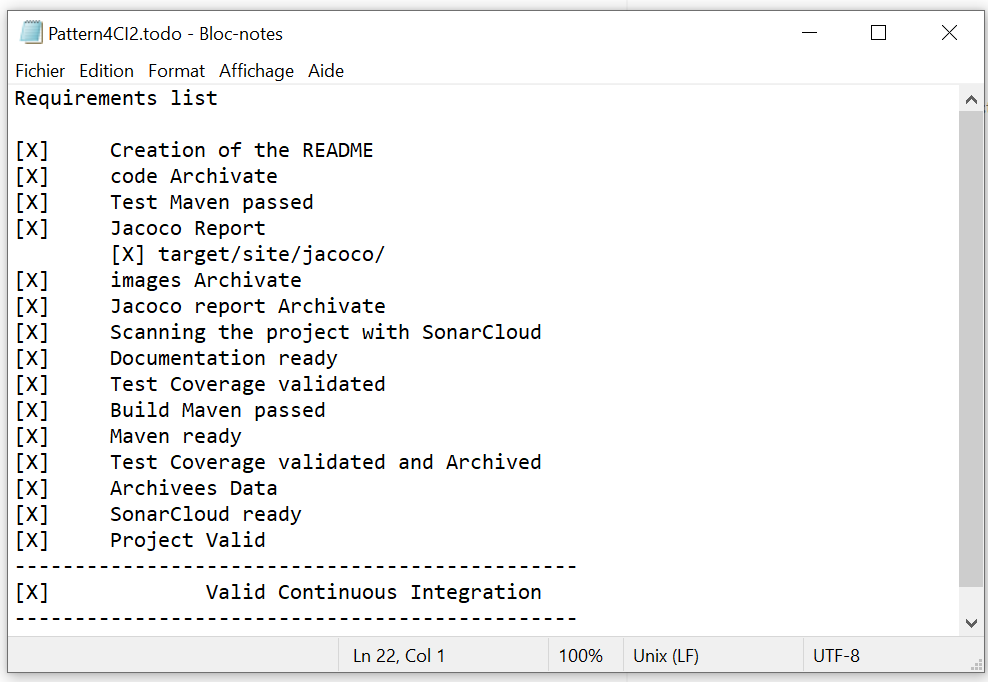 Pattern4CI2.todo - Bloc-notes
Fichier Edition Format Affichage Aide
Requirements list
[X] Creation of the README
[X] code Archivate
[X] Test Maven passed
[X] Jacoco Report
[X] target/site/jacoco/
[X] images Archivate
[X] Jacoco report Archivate
[X] Scanning the project with SonarCloud
[X] Documentation ready
[X] Test Coverage validated
[X] Build Maven passed
[X] Maven ready
[X] Test Coverage validated and Archived
[X] Archivees Data
[X] SonarCloud ready
[X] Project Valid
-----------------------------------------------
[X] Valid Continuous Integration
-----------------------------------------------
Ln 22, Col 1 100% Unix (LF) UTF-8